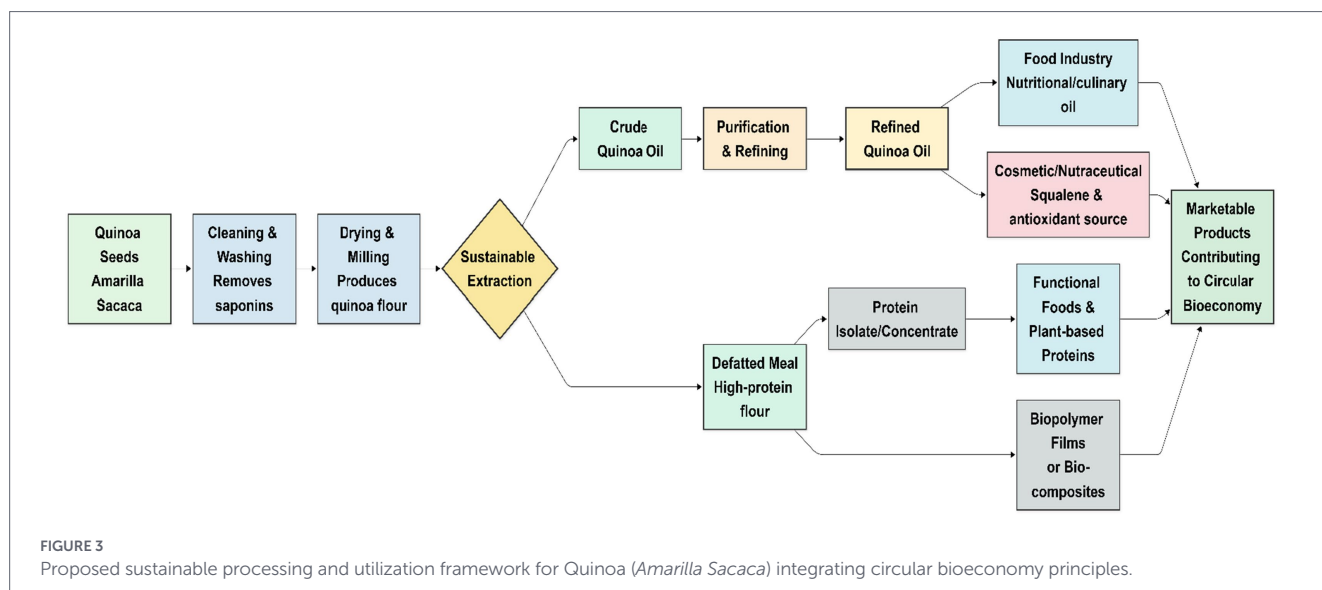 Quinoa
Seeds
Amarilla
Sacaca
Cleaning &
Washing
Removes
saponins
Drying &
Milling
Produces
quinoa flour
Sustainable
Extraction
Crude
Quinoa Oil
Purification
& Refining
Refined
Quinoa Oil
Food Industry
Nutritional/culinary
oil
Cosmetic/Nutraceutical
Squalene &
antioxidant source
Defatted Meal
High-protein
flour
Protein
Isolate/Concentrate
Functional
Foods &
Plant-based
Proteins
Biopolymer
Films
or Bio-
composites
Marketable
Products
Contributing
to Circular
Bioeconomy
FIGURE 3
Proposed sustainable processing and utilization framework for Quinoa (Amarilla Sacaca) integrating circular bioeconomy principles.